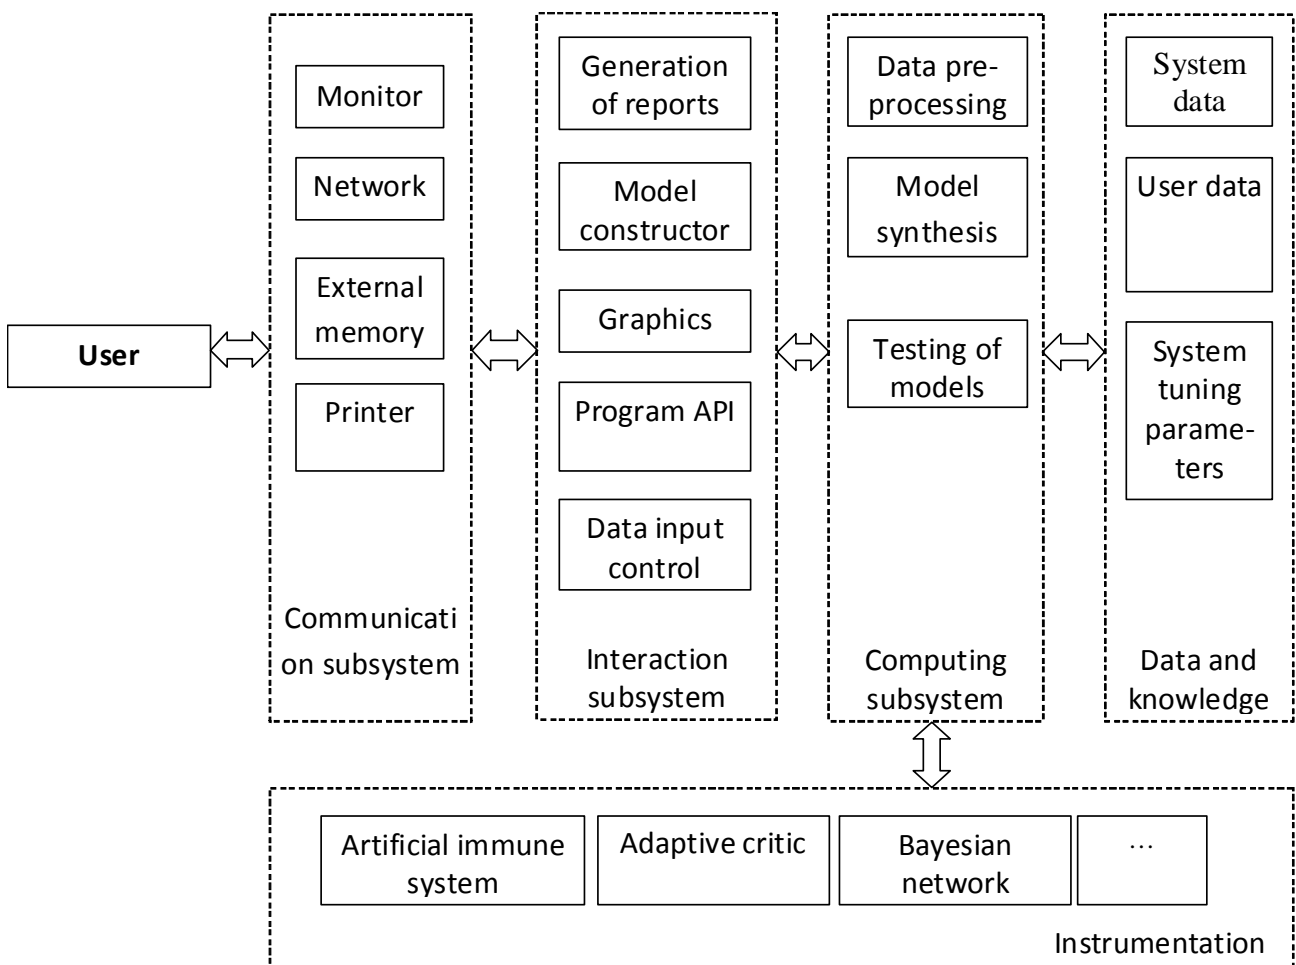 User
Monitor
Network
External
memory
Printer
Communicati
on subsystem
Generation
of reports
Model
constructor
Graphics
Program API
Data input
control
Interaction
subsystem
Data pre-
processing
Model
synthesis
Testing of
models
Computing
subsystem
System
data
User data
System
tuning
parame-
ters
Data and
knowledge
Artificial immune
system
Adaptive critic
Bayesian
network
...
Instrumentation